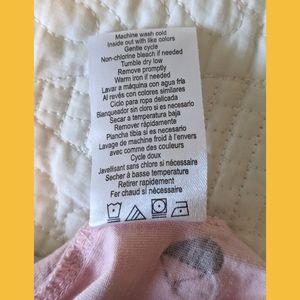 Machine wash cold
Inside out with like colors
Gentle cycle
Non-chlorine bleach if needed
Tumble dry low
Remove promptly
Warm iron if needed
Lavar a máquina con agua fría
Al revés con colores similares
Ciclo para ropa delicada
Blanqueador sin cloro si es necesario
Secar a temperatura baja
Remover rápidamente
Plancha tibia si es necesario
Lavage de machine froid à l'envers
avec comme des couleurs
Cycle doux
Javellisant sans chlore si nécessaire
Sécher à basse température
Retirer rapidement
Fer chaud si nécessaire